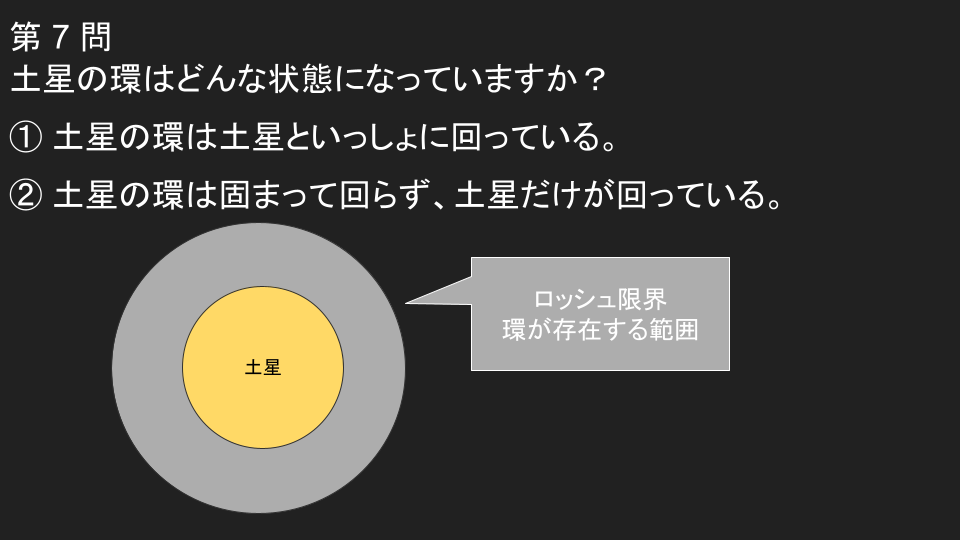 第 7 問
土星の環はどんな状態になっていますか？
① 土星の環は土星といっしょに回っている。
② 土星の環は固まって回らず、土星だけが回っている。
ロッシュ限界
環が存在する範囲
土星